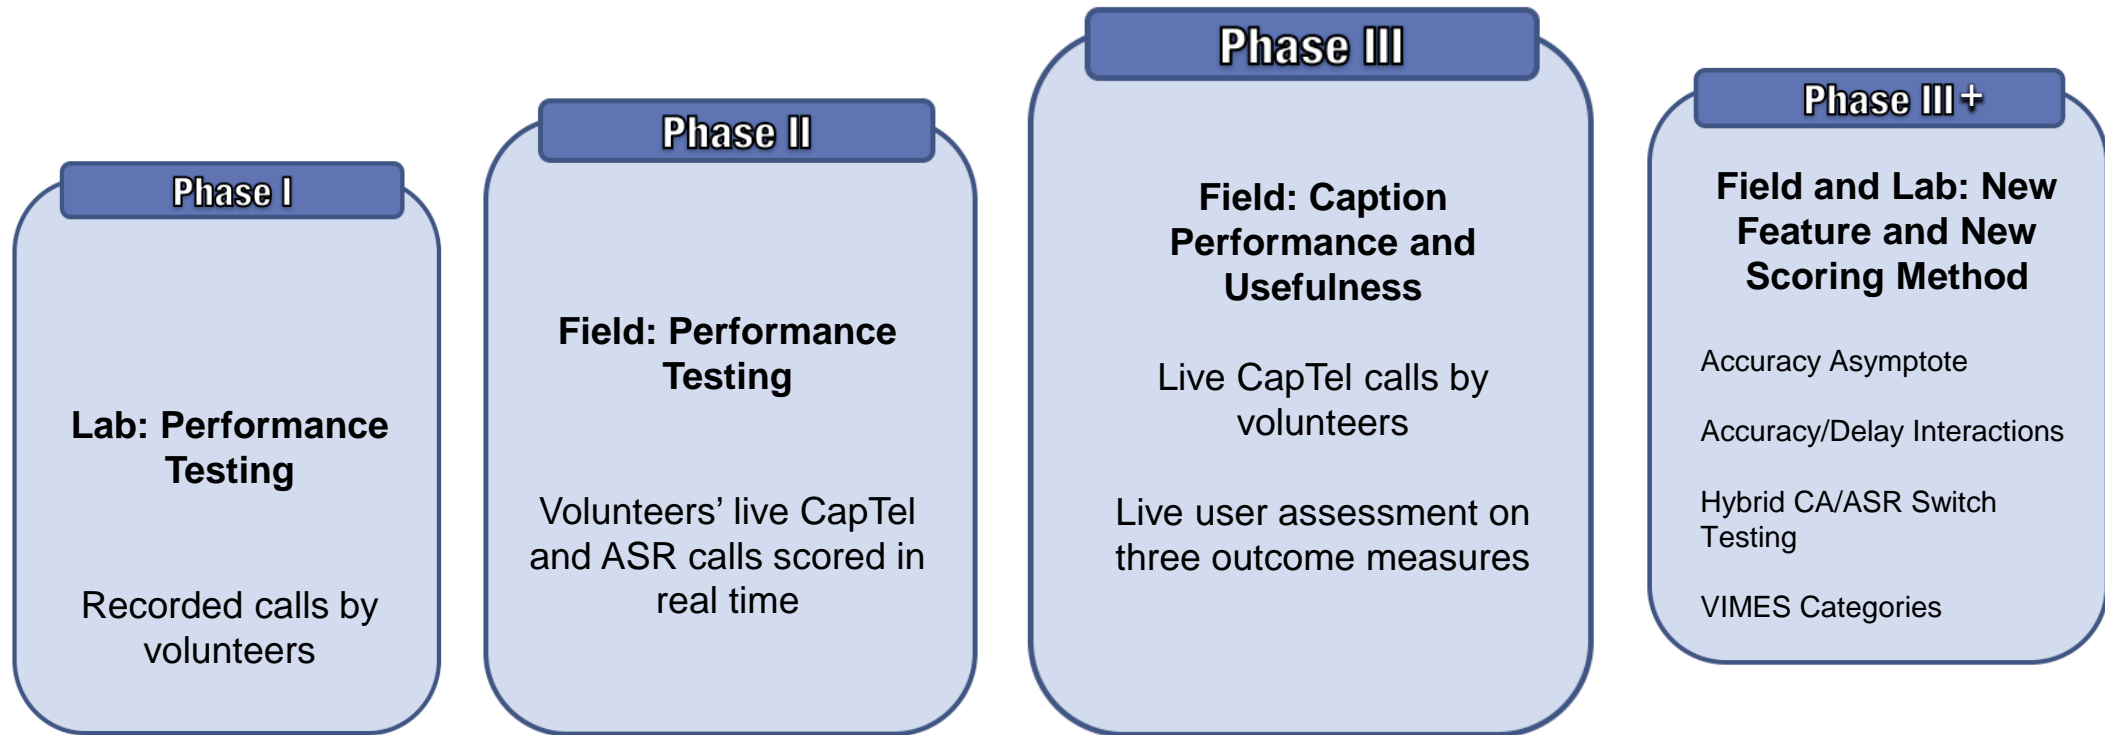 Phase I
Lab: Performance
Testing
Recorded calls by
volunteers
Phase II
Field: Performance
Testing
Volunteers’ live CapTel
and ASR calls scored in
real time
Phase III
Field: Caption
Performance and
Usefulness
Live CapTel calls by
volunteers
Live user assessment on
three outcome measures
Phase III+
Field and Lab: New
Feature and New
Scoring Method
Accuracy Asymptote
Accuracy/Delay Interactions
Hybrid CA/ASR Switch
Testing
VIMES Categories